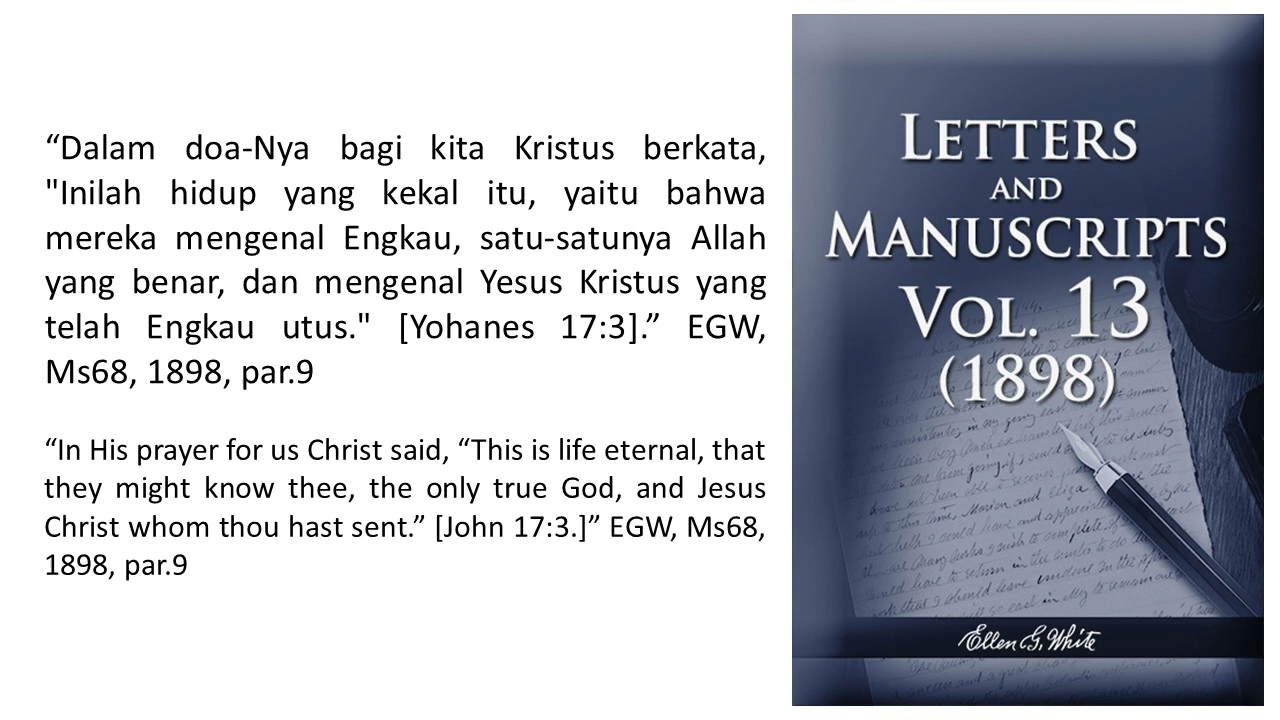 “Dalam doa-Nya bagi kita Kristus berkata,
"Inilah hidup yang kekal itu, yaitu bahwa
mereka mengenal Engkau, satu-satunya Allah
yang benar, dan mengenal Yesus Kristus yang
telah Engkau utus." [Yohanes 17:3].” EGW,
Ms68, 1898, par.9
“In His prayer for us Christ said, “This is life eternal, that
they might know thee, the only true God, and Jesus
Christ whom thou hast sent.” [John 17:3.]” EGW, Ms68,
1898, par.9
LETTERS
AND
MANUSCRIPTS
VOL. 13
(1898)
Ellen G. White